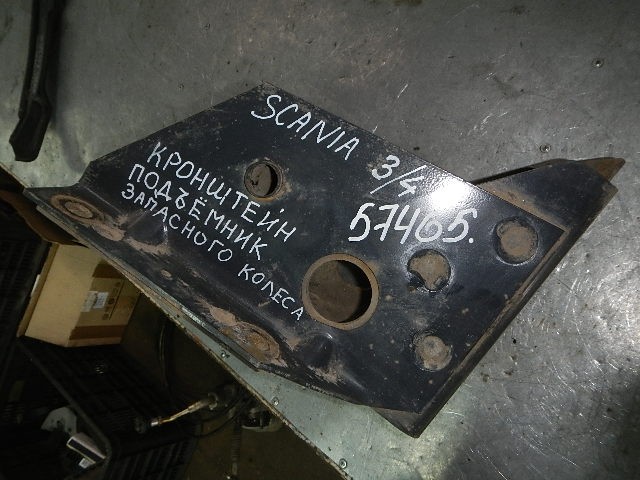 SCANIA 3/4
57465.
КРОНШТЕЙН
ПОДЪЁМНИК
ЗАПАСНОГО КОЛЕСА